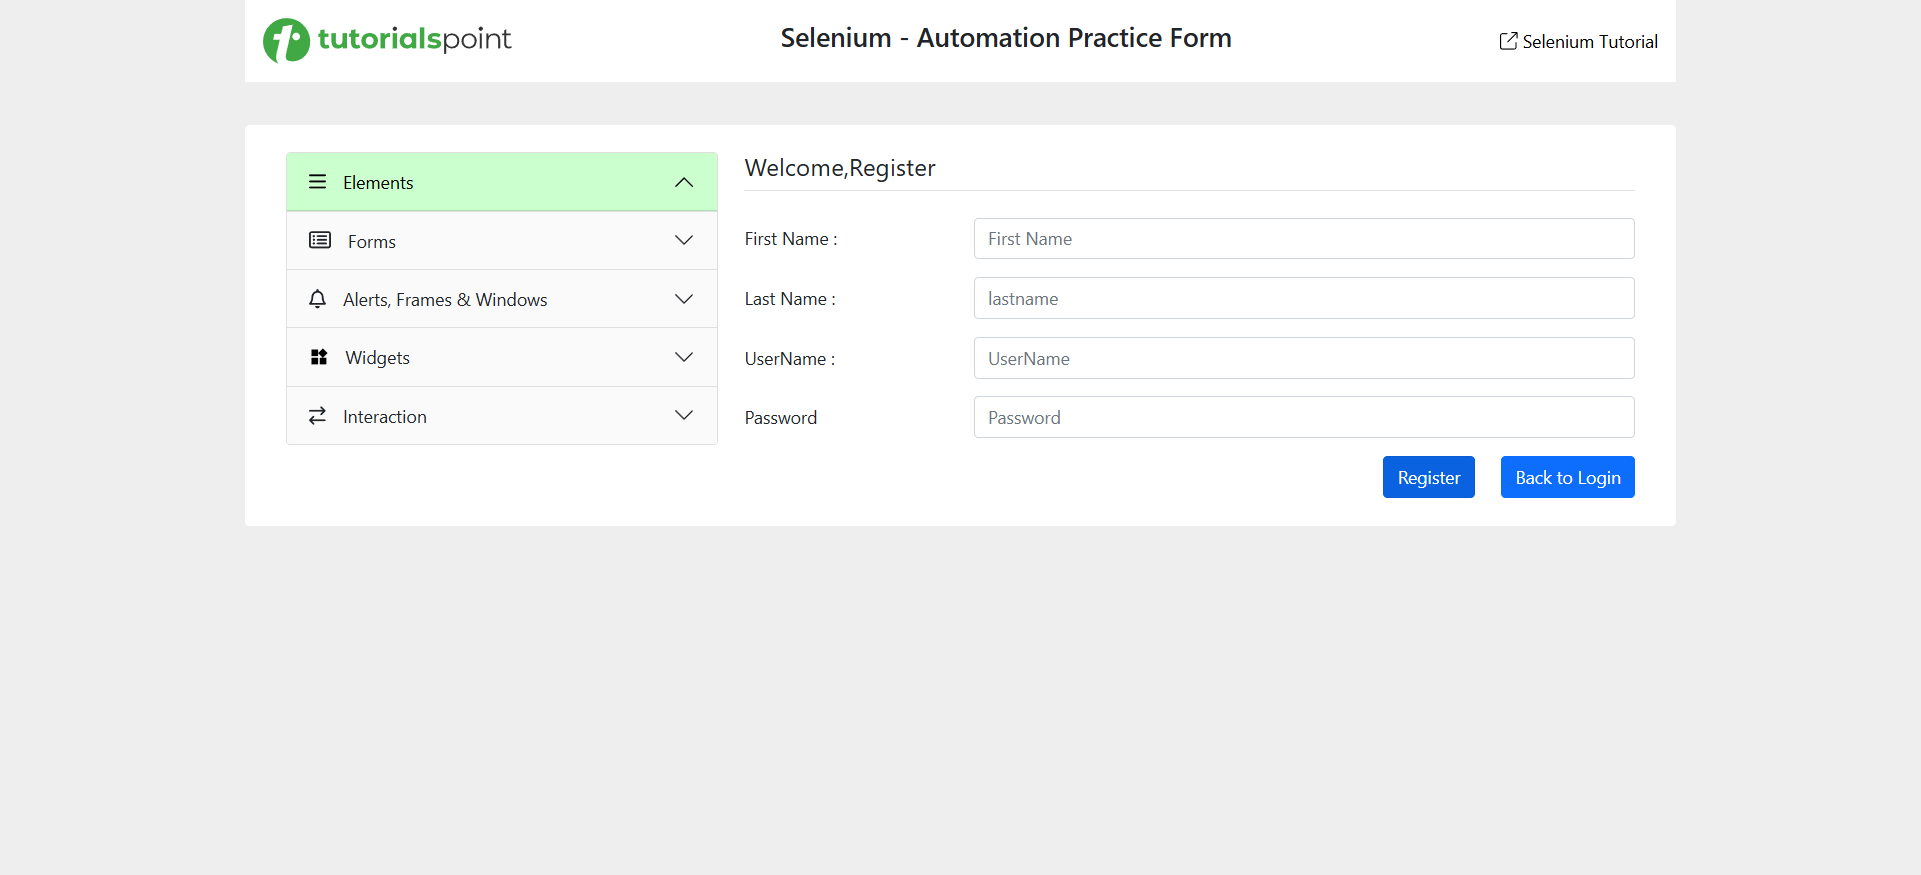 tutorialspoint
Selenium - Automation Practice Form
Selenium Tutorial
Elements
Forms
Alerts, Frames & Windows
Widgets
Interaction
Welcome,Register
First Name :
First Name
Last Name :
lastname
UserName :
UserName
Password
Password
Register
Back to Login